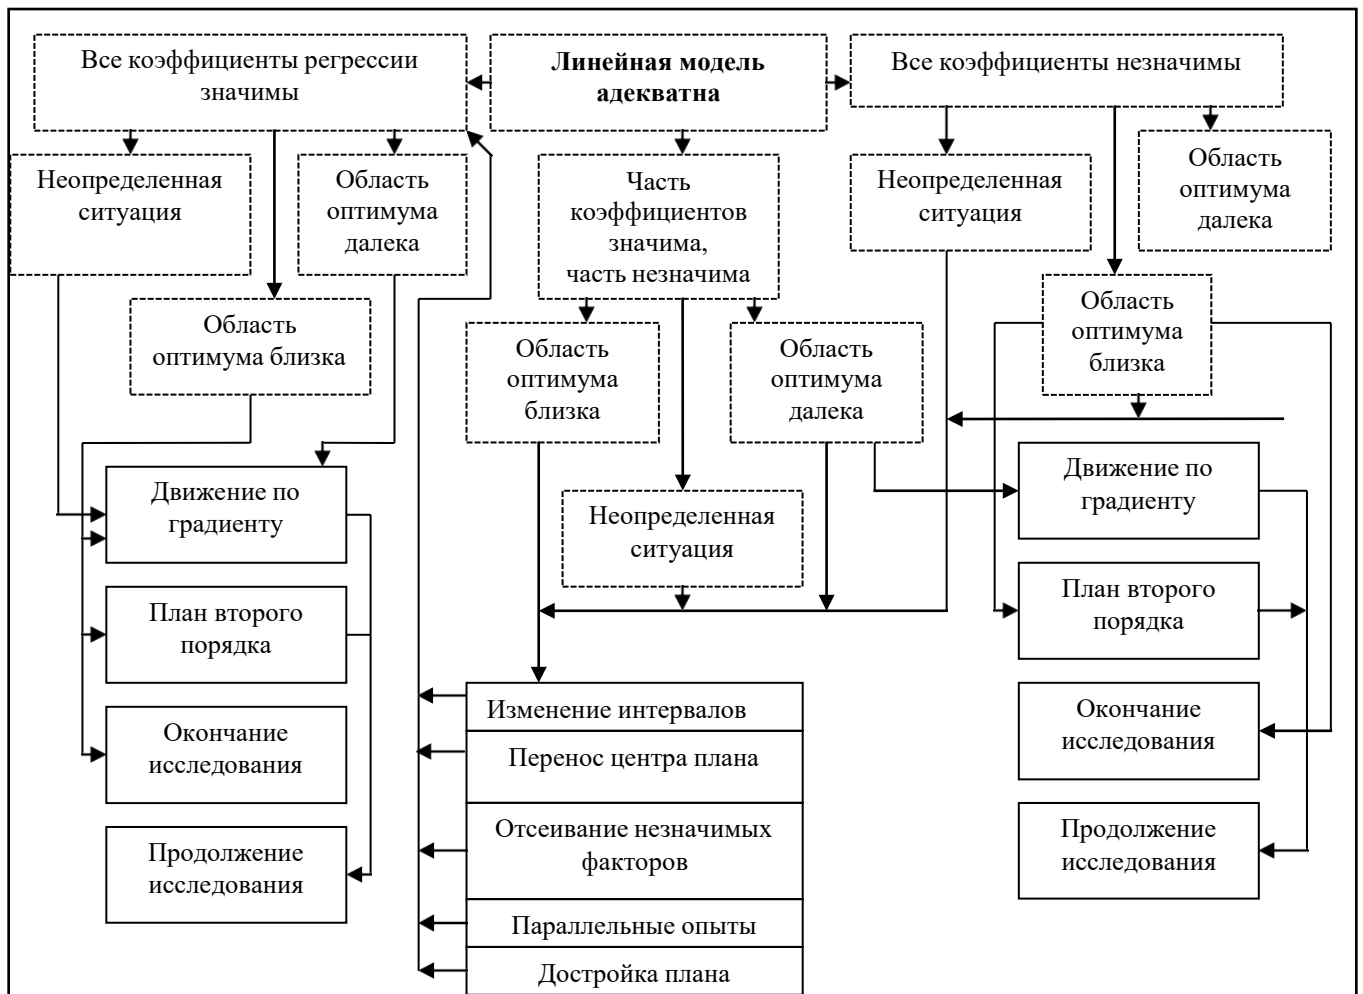 Все коэффициенты регрессии
значимы
Линейная модель
адекватна
Все коэффициенты незначимы
Неопределенная
ситуация
Область
оптимума
далека
Часть
коэффициентов
значима,
часть незначима
Неопределенная
ситуация
Область
оптимума
далека
Область
оптимума близка
Область
оптимума
близка
Область
оптимума
далека
Область
оптимума
близка
Движение по
градиенту
Неопределенная
ситуация
Движение по
градиенту
План второго
порядка
План второго
порядка
Окончание
исследования
Изменение интервалов
Перенос центра плана
Окончание
исследования
Продолжение
исследования
Отсеивание незначимых
факторов
Продолжение
исследования
Параллельные опыты
Достройка плана